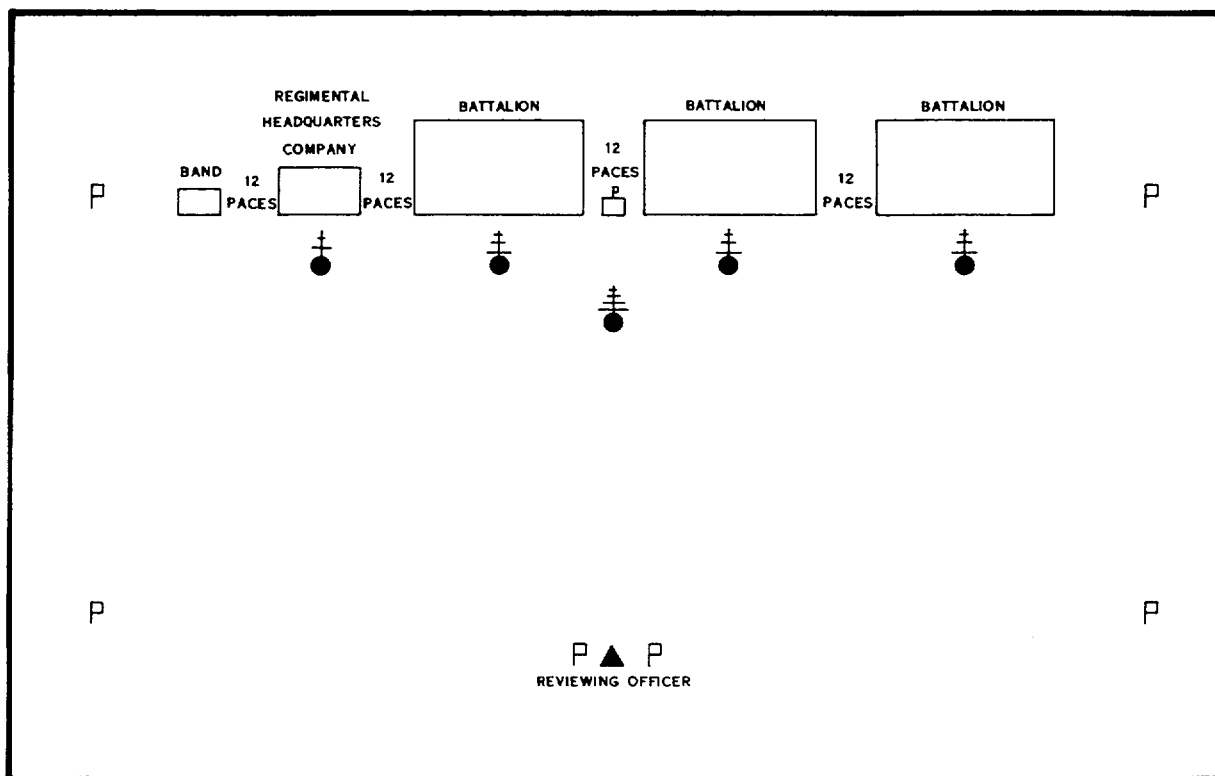 REGIMENTAL
HEADQUARTERS
COMPANY
BATTALION
BATTALION
BATTALION
BAND
12
PACES
12
PACES
12
PACES
12
PACES
REVIEWING OFFICER